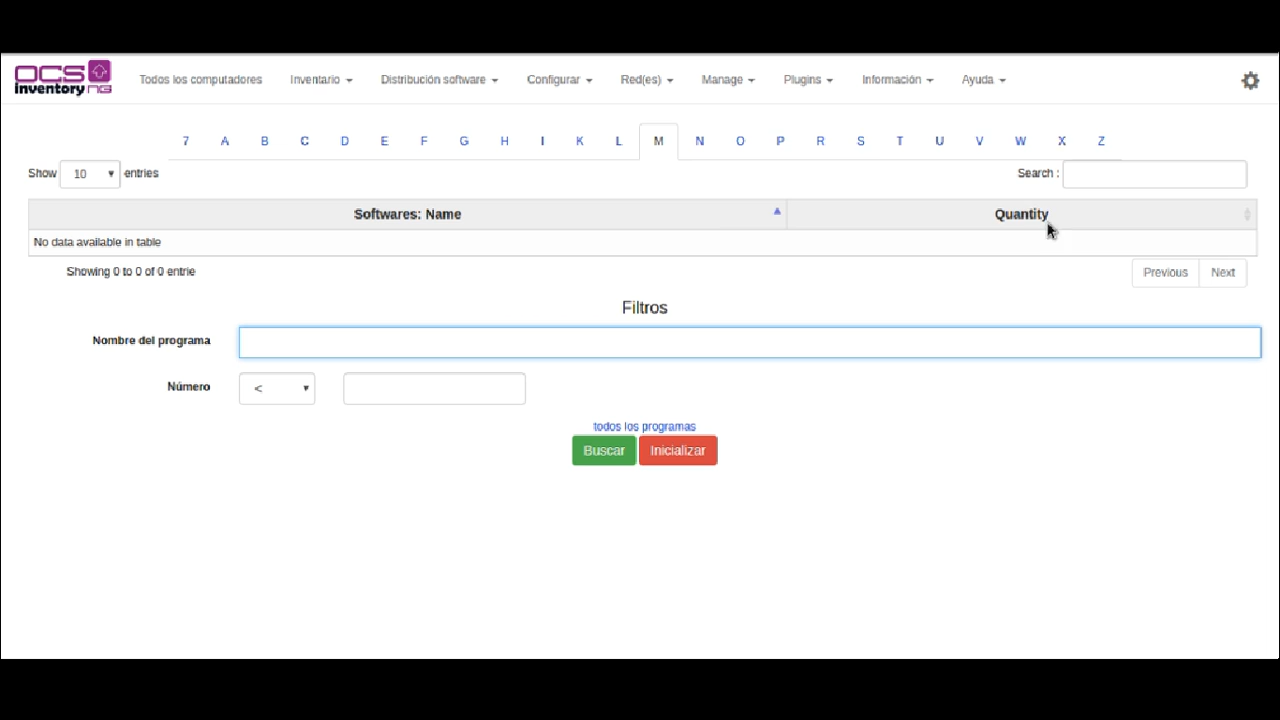 OCS
inventory NG
Todos los computadores Inventario Distribución software Configurar Red(es) Manage Plugins Información Ayuda
7 A B C D E F G H I K L M N O P R S T U V W X Z
Show 10 entries Search :
Softwares: Name Quantity
No data available in table
Showing 0 to 0 of 0 entrie Previous Next
Filtros
Nombre del programa
Número <
todos los programas
Buscar Inicializar